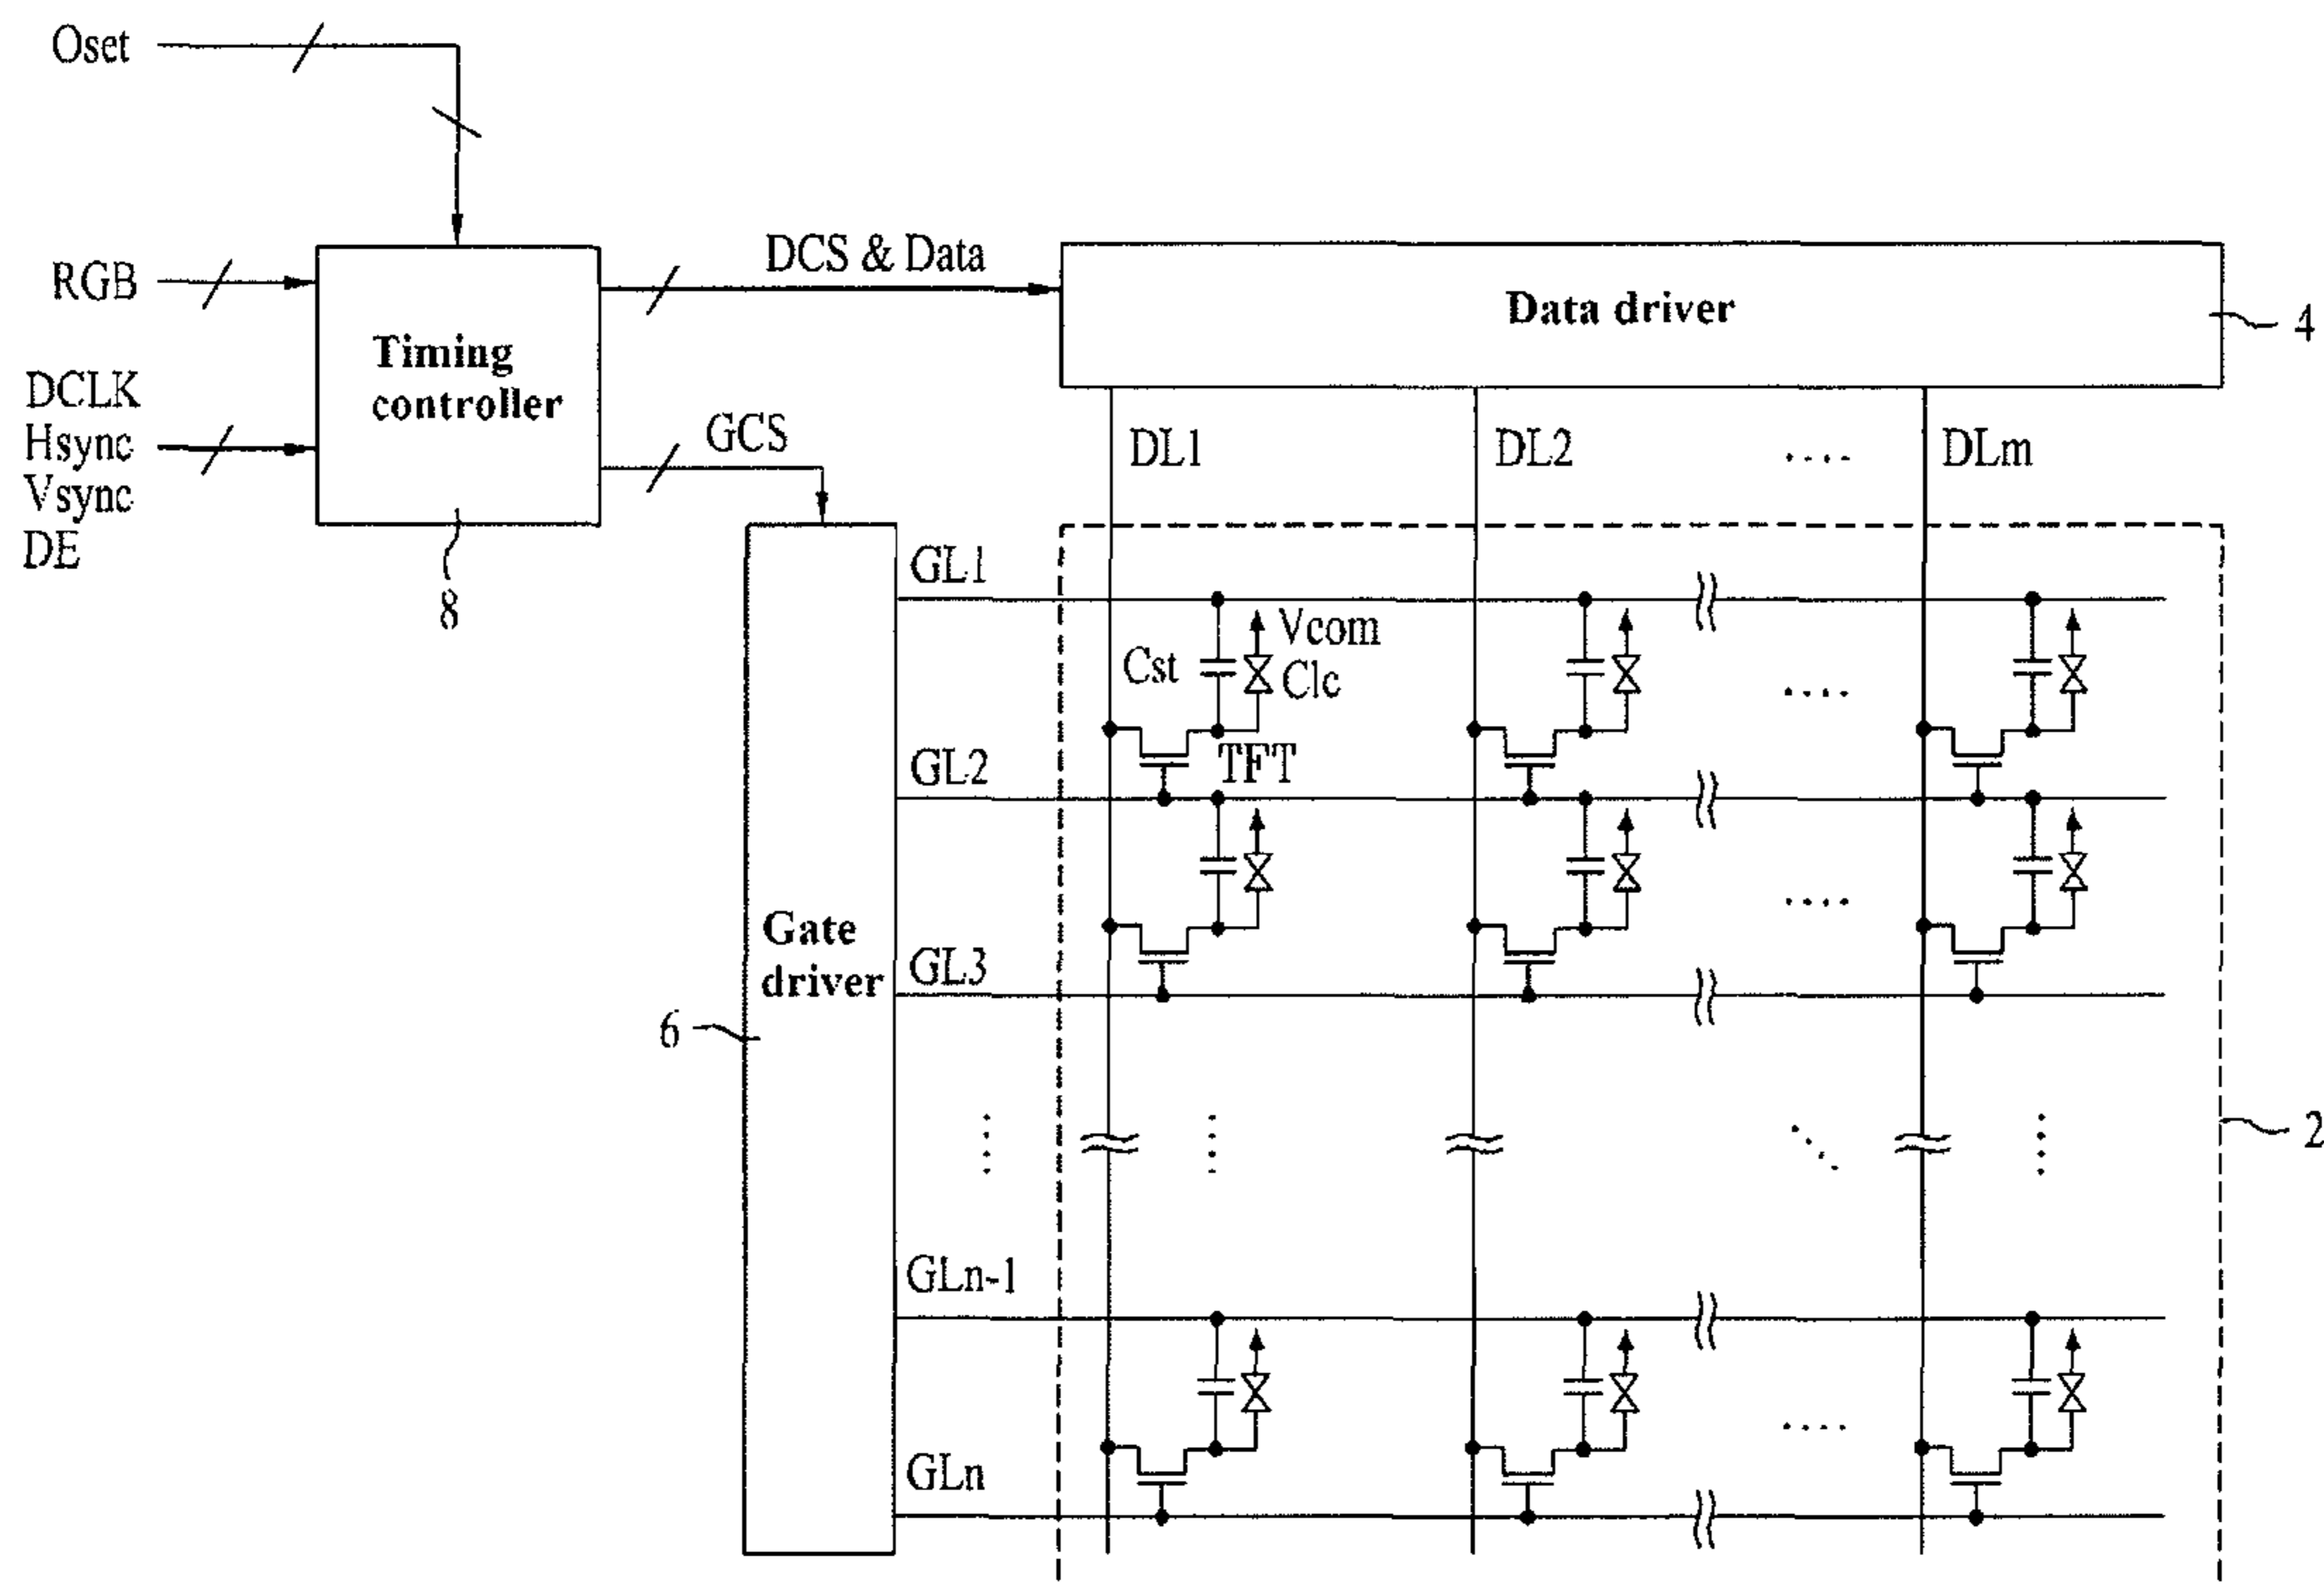 Oset
RGB
DCLK
Hsync
Vsync
DE
Timing
controller
8
DCS & Data
GCS
Data driver
4
DL1
DL2
....
DLm
Gate
driver
6
GL1
Vcom
Cst
Clc
....
TFT
GL2
....
GL3
2
GLn-1
....
GLn